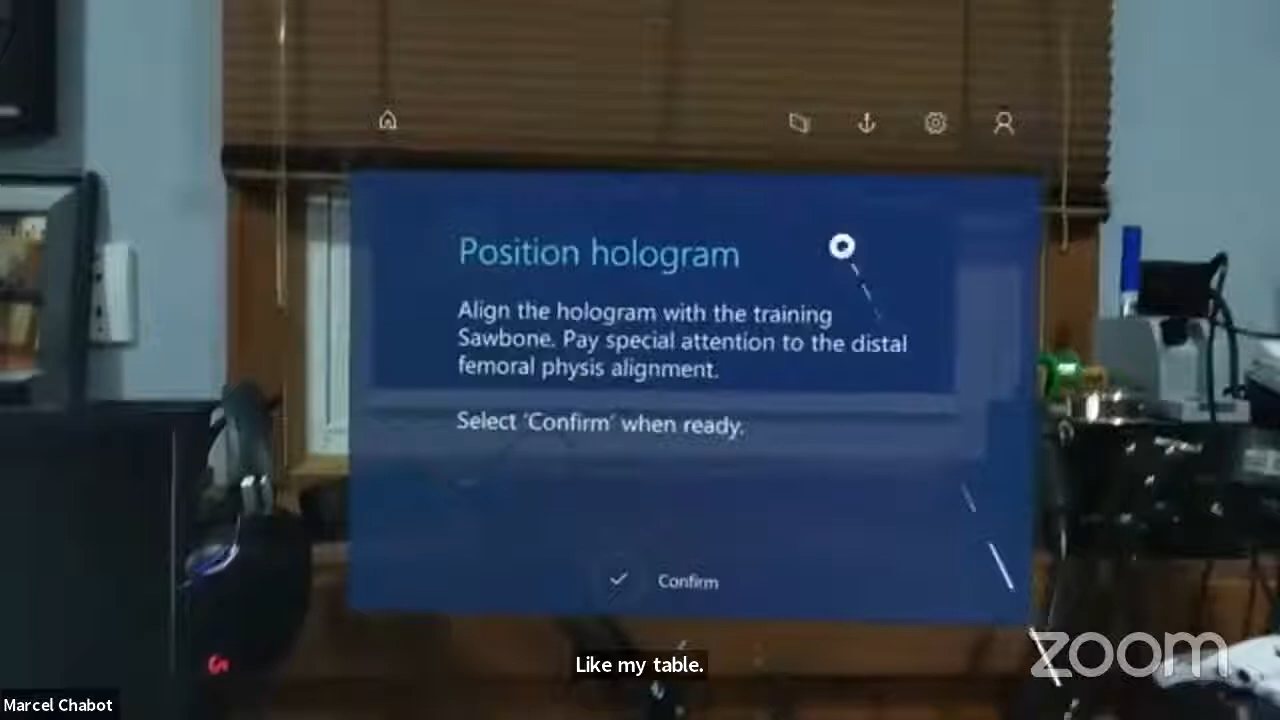 Position hologram
Align the hologram with the training
Sawbone. Pay special attention to the distal
femoral physis alignment.
Select 'Confirm' when ready.
Confirm
Like my table.
zoom
Marcel Chabot